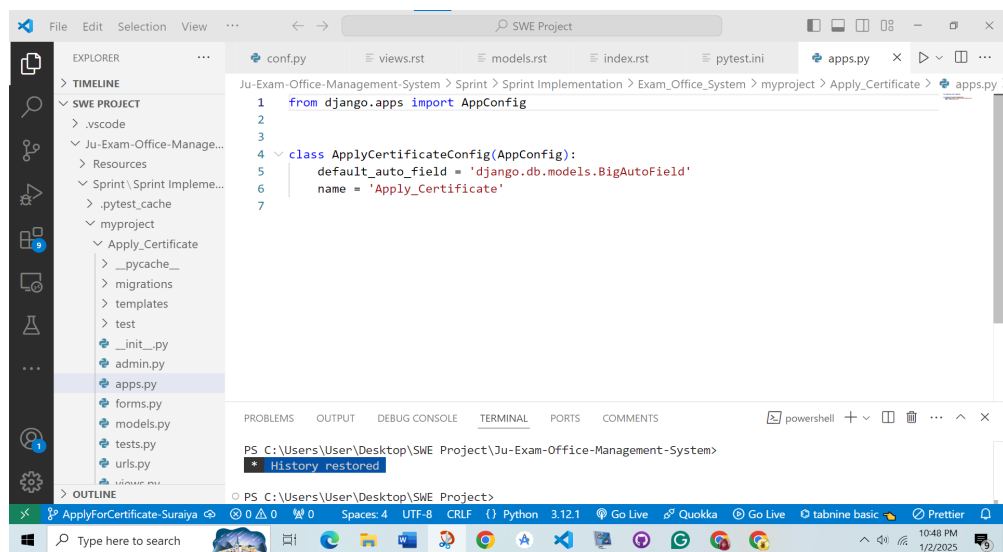 File Edit Selection View ··· SWE Project
EXPLORER ···
TIMELINE
SWE PROJECT
.vscode
Ju-Exam-Office-Manage...
Resources
Sprint \ Sprint Impleme...
.pytest_cache
myproject
Apply_Certificate
__pycache__
migrations
templates
test
__init__.py
admin.py
apps.py
forms.py
models.py
tests.py
urls.py
views.py
OUTLINE
conf.py views.rst models.rst index.rst pytest.ini apps.py
Ju-Exam-Office-Management-System > Sprint > Sprint Implementation > Exam_Office_System > myproject > Apply_Certificate > apps.py
1 from django.apps import AppConfig
2
3
4 class ApplyCertificateConfig(AppConfig):
5 default_auto_field = 'django.db.models.BigAutoField'
6 name = 'Apply_Certificate'
7
PROBLEMS OUTPUT DEBUG CONSOLE TERMINAL PORTS COMMENTS powershell
PS C:\Users\User\Desktop\SWE Project\Ju-Exam-Office-Management-System>
* History restored
PS C:\Users\User\Desktop\SWE Project>
9
1
ApplyForCertificate-Suraiya 0 0 0 Spaces: 4 UTF-8 CRLF {} Python 3.12.1 Go Live Quokka Go Live tabnine basic Prettier
Type here to search 10:48 PM
1/2/2025
9